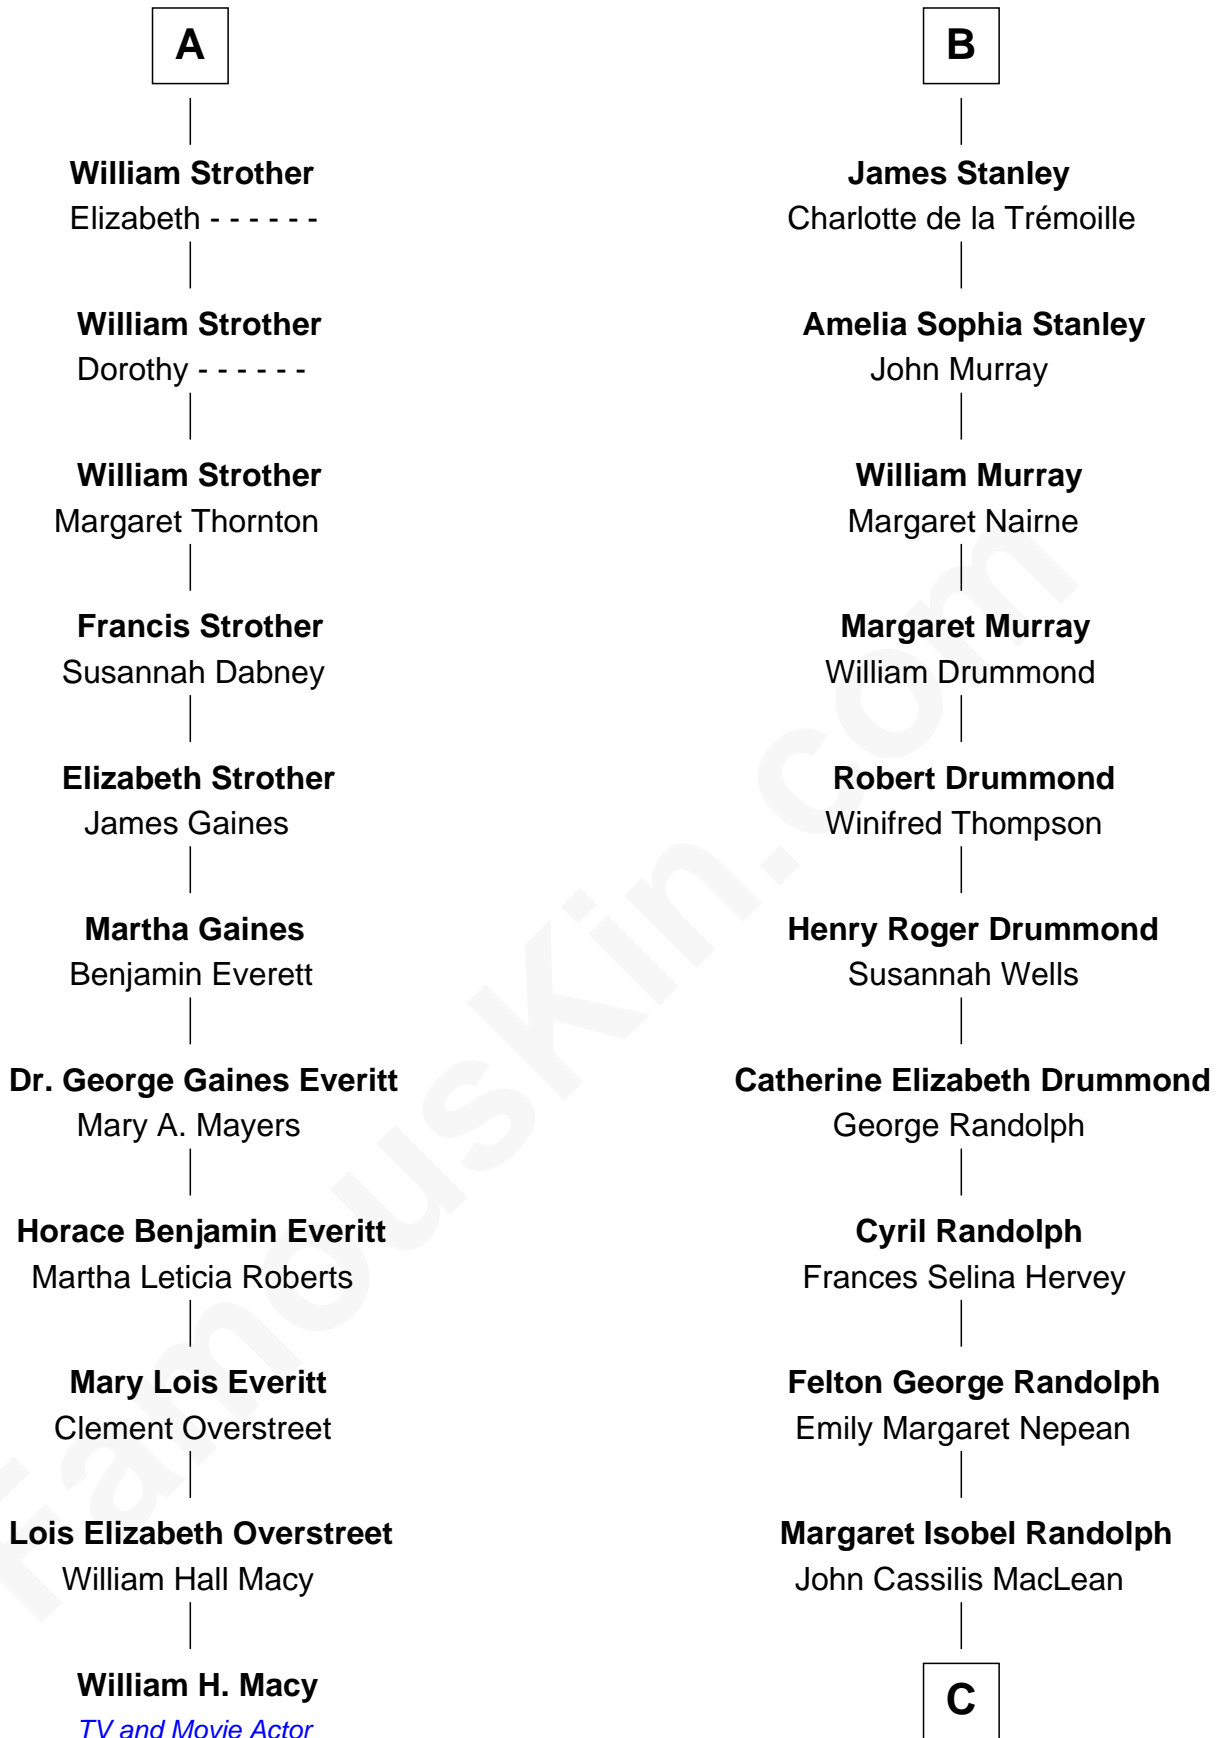 A
William Strother
Elizabeth - - - - - -
William Strother
Dorothy - - - - - -
William Strother
Margaret Thornton
Francis Strother
Susannah Dabney
Elizabeth Strother
James Gaines
Martha Gaines
Benjamin Everett
Dr. George Gaines Everitt
Mary A. Mayers
Horace Benjamin Everitt
Martha Leticia Roberts
Mary Lois Everitt
Clement Overstreet
Lois Elizabeth Overstreet
William Hall Macy
William H. Macy
TV and Movie Actor
B
James Stanley
Charlotte de la Trémoille
Amelia Sophia Stanley
John Murray
William Murray
Margaret Nairne
Margaret Murray
William Drummond
Robert Drummond
Winifred Thompson
Henry Roger Drummond
Susannah Wells
Catherine Elizabeth Drummond
George Randolph
Cyril Randolph
Frances Selina Hervey
Felton George Randolph
Emily Margaret Nepean
Margaret Isobel Randolph
John Cassilis MacLean
C
FamousKin.com